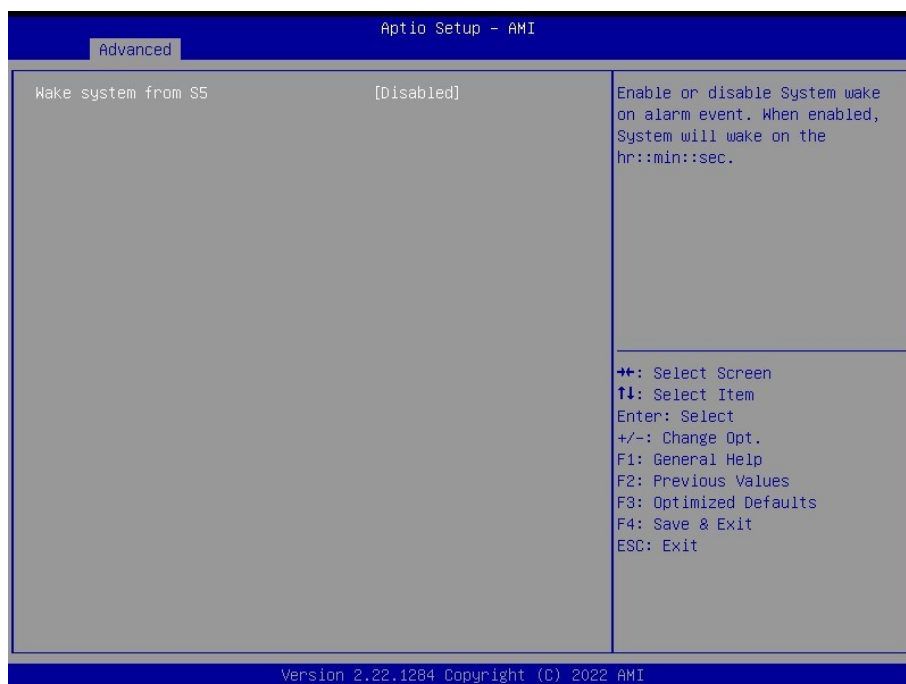 Aptio Setup – AMI
Advanced
Wake system from S5 [Disabled]
Enable or disable System wake
on alarm event. When enabled,
System will wake on the
hr::min::sec.
→←: Select Screen
↑↓: Select Item
Enter: Select
+/-: Change Opt.
F1: General Help
F2: Previous Values
F3: Optimized Defaults
F4: Save & Exit
ESC: Exit
Version 2.22.1284 Copyright (C) 2022 AMI